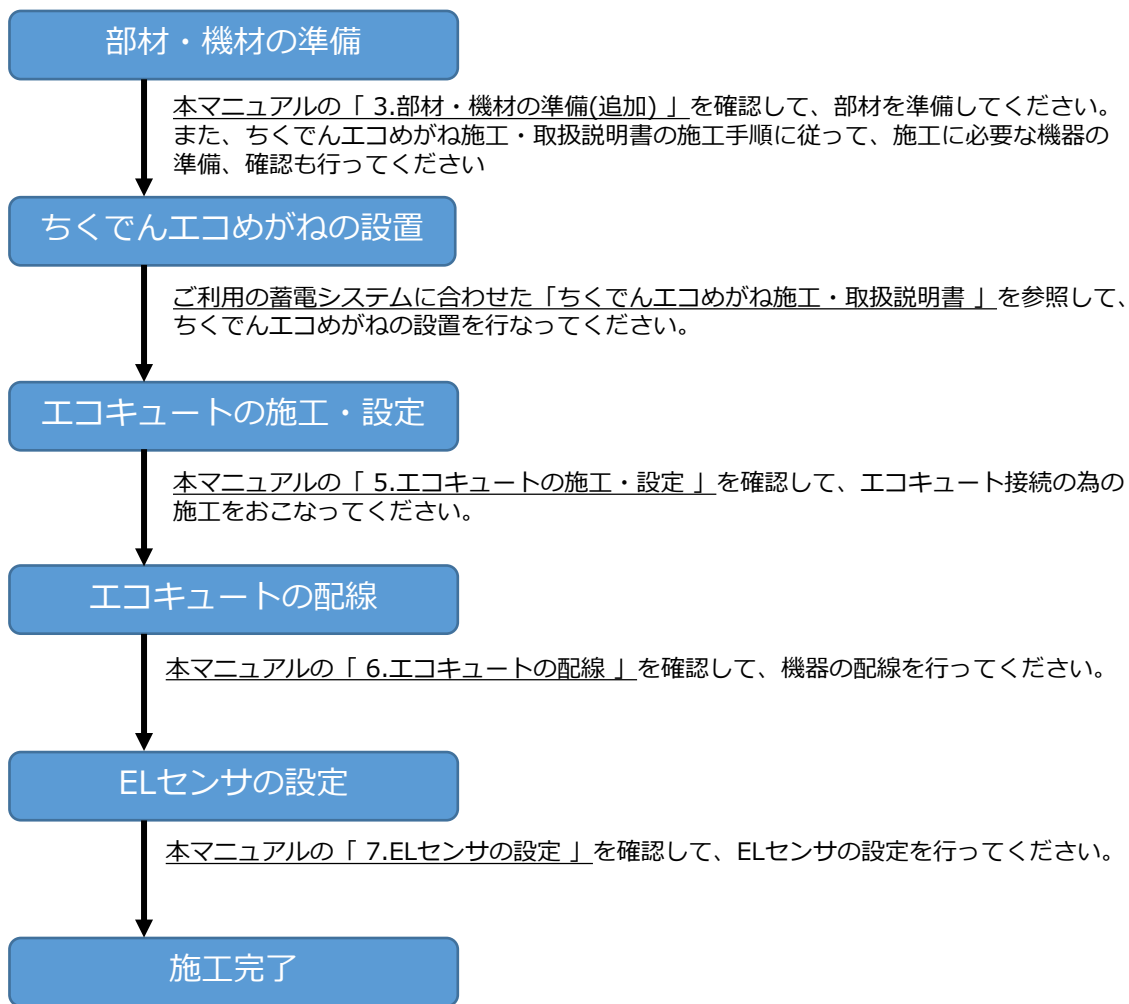 部材・機材の準備
本マニュアルの「 3.部材・機材の準備(追加) 」を確認して、部材を準備してください。
また、ちくでんエコめがね施工・取扱説明書の施工手順に従って、施工に必要な機器の
準備、確認も行ってください
ちくでんエコめがねの設置
ご利用の蓄電システムに合わせた「ちくでんエコめがね施工・取扱説明書 」を参照して、
ちくでんエコめがねの設置を行なってください。
エコキュートの施工・設定
本マニュアルの「 5.エコキュートの施工・設定 」を確認して、エコキュート接続の為の
施工をおこなってください。
エコキュートの配線
本マニュアルの「 6.エコキュートの配線 」を確認して、機器の配線を行ってください。
ELセンサの設定
本マニュアルの「 7.ELセンサの設定 」を確認して、ELセンサの設定を行ってください。
施工完了